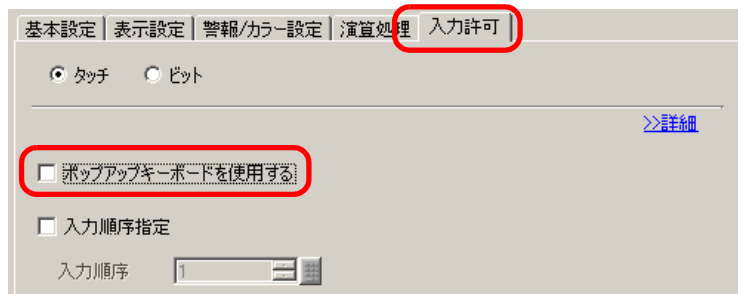 基本設定 表示設定 警報/カラー設定 演算処理 入力許可
タッチ ビット
>>詳細
ポップアップキーボードを使用する
入力順序指定
入力順序 1